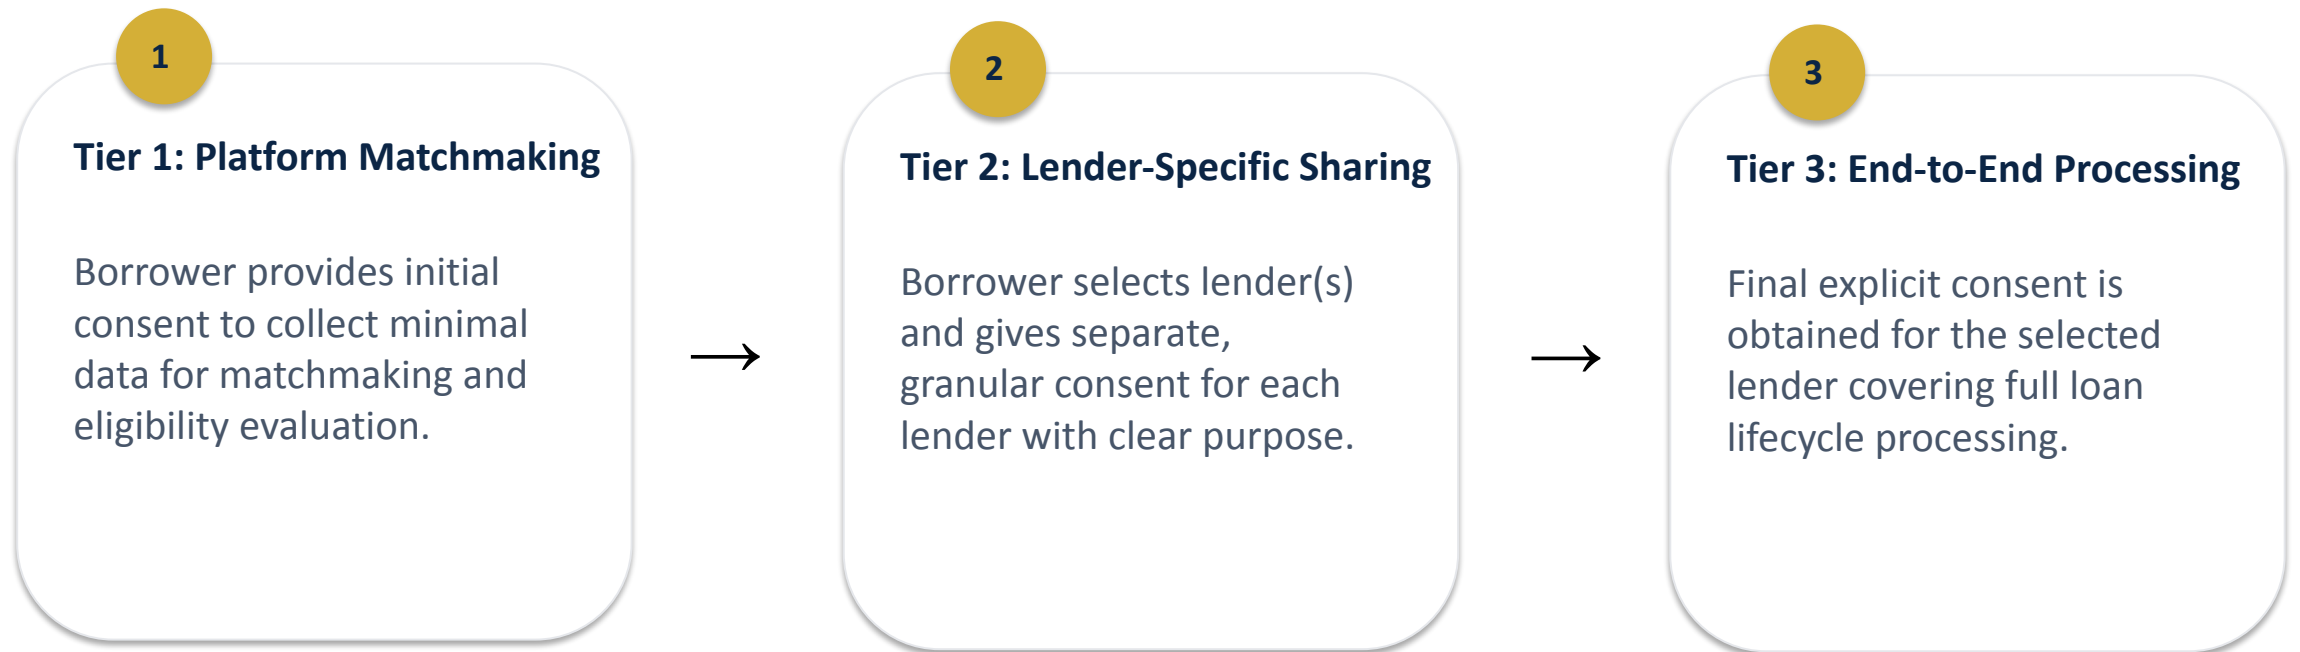 1
Tier 1: Platform Matchmaking
Borrower provides initial
consent to collect minimal
data for matchmaking and
eligibility evaluation.
→
2
Tier 2: Lender-Specific Sharing
Borrower selects lender(s)
and gives separate,
granular consent for each
lender with clear purpose.
→
3
Tier 3: End-to-End Processing
Final explicit consent is
obtained for the selected
lender covering full loan
lifecycle processing.